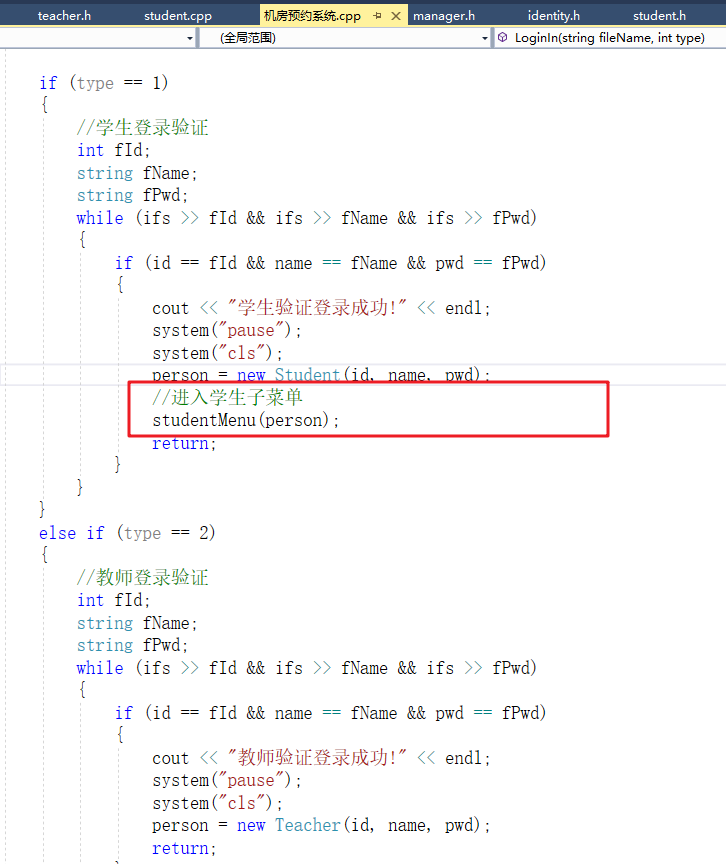 teacher.h student.cpp 机房预约系统.cpp manager.h identity.h student.h
(全局范围) LoginIn(string fileName, int type)
if (type == 1)
{
//学生登录验证
int fId;
string fName;
string fPwd;
while (ifs >> fId && ifs >> fName && ifs >> fPwd)
{
if (id == fId && name == fName && pwd == fPwd)
{
cout << "学生验证登录成功!" << endl;
system("pause");
system("cls");
person = new Student(id, name, pwd);
//进入学生子菜单
studentMenu(person);
return;
}
}
}
else if (type == 2)
{
//教师登录验证
int fId;
string fName;
string fPwd;
while (ifs >> fId && ifs >> fName && ifs >> fPwd)
{
if (id == fId && name == fName && pwd == fPwd)
{
cout << "教师验证登录成功!" << endl;
system("pause");
system("cls");
person = new Teacher(id, name, pwd);
return;